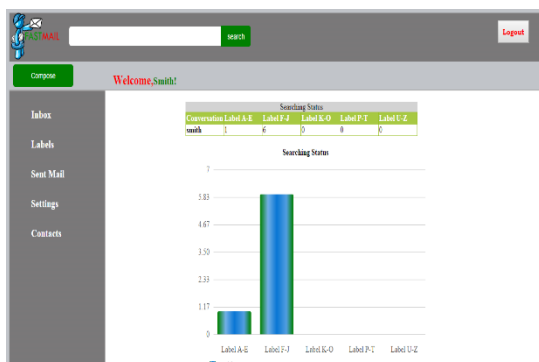 FASTMAIL
search
Logout
Compose
Welcome,Smith!
Inbox
Labels
Sent Mail
Settings
Contacts
Searching Status
Conversation Label A-E Label F-J Label K-O Label P-T Label U-Z
smith 1 6 0 0 0
Searching Status
7
5.83
4.67
3.50
2.33
1.17
0
Label A-E Label F-J Label K-O Label P-T Label U-Z